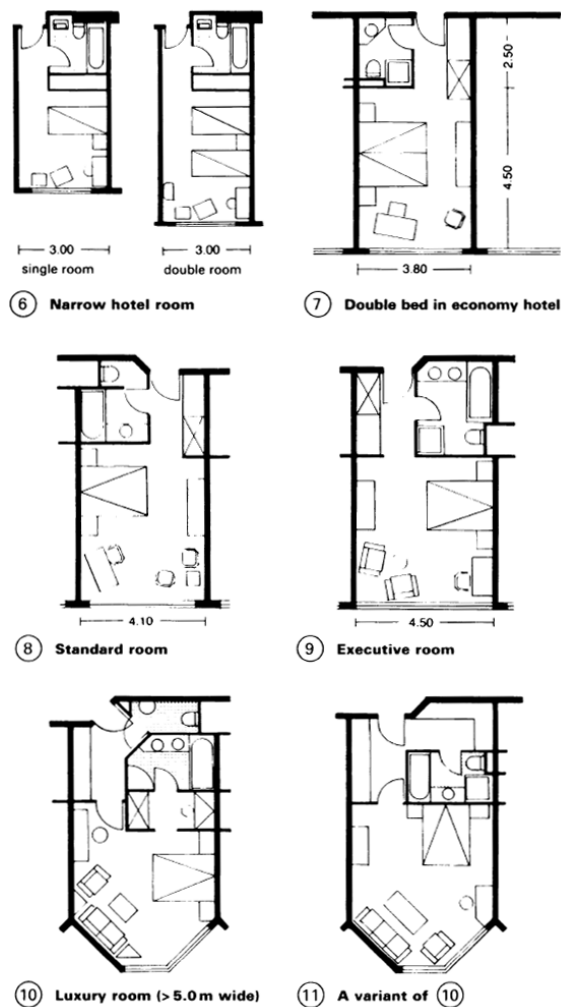 3.00
single room
3.00
double room
6 Narrow hotel room
2.50
4.50
3.80
7 Double bed in economy hotel
4.10
8 Standard room
4.50
9 Executive room
10 Luxury room (> 5.0 m wide)
11 A variant of 10